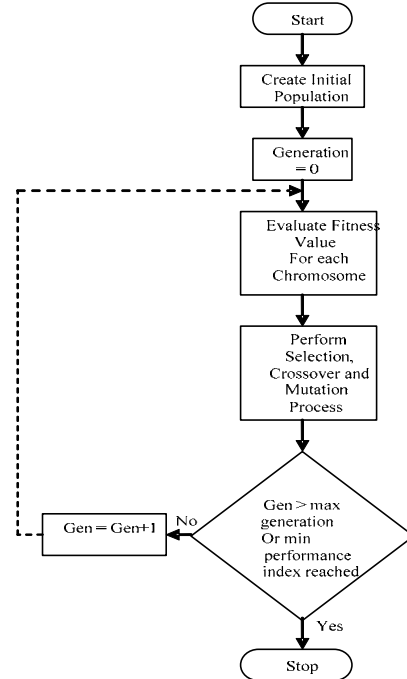 Start
Create Initial
Population
Generation
= 0
Evaluate Fitness
Value
For each
Chromosome
Perform
Selection,
Crossover and
Mutation
Process
Gen > max
generation
Or min
performance
index reached
No
Gen = Gen+1
Yes
Stop